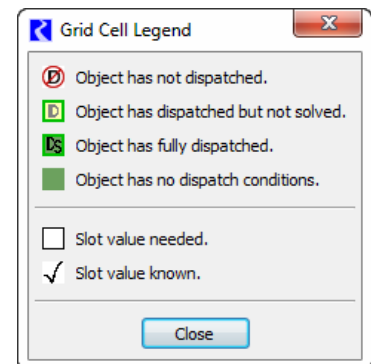 Grid Cell Legend
D Object has not dispatched.
D Object has dispatched but not solved.
DS Object has fully dispatched.
Object has no dispatch conditions.
Slot value needed.
Slot value known.
Close